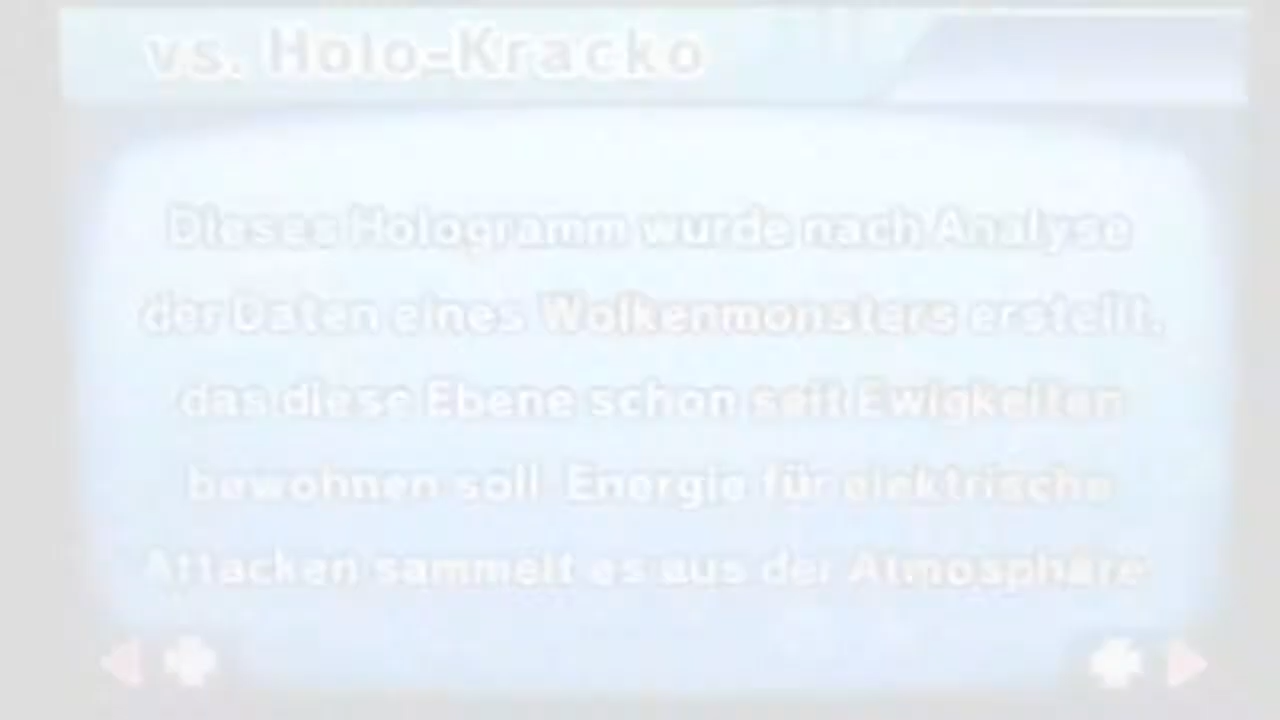 vs. Holo-Kracko
Dieses Hologramm wurde nach Analyse
der Daten eines Wolkenmonsters erstellt,
das diese Ebene schon seit Ewigkeiten
bewohnen soll. Energie für elektrische
Attacken sammelt es aus der Atmosphäre.